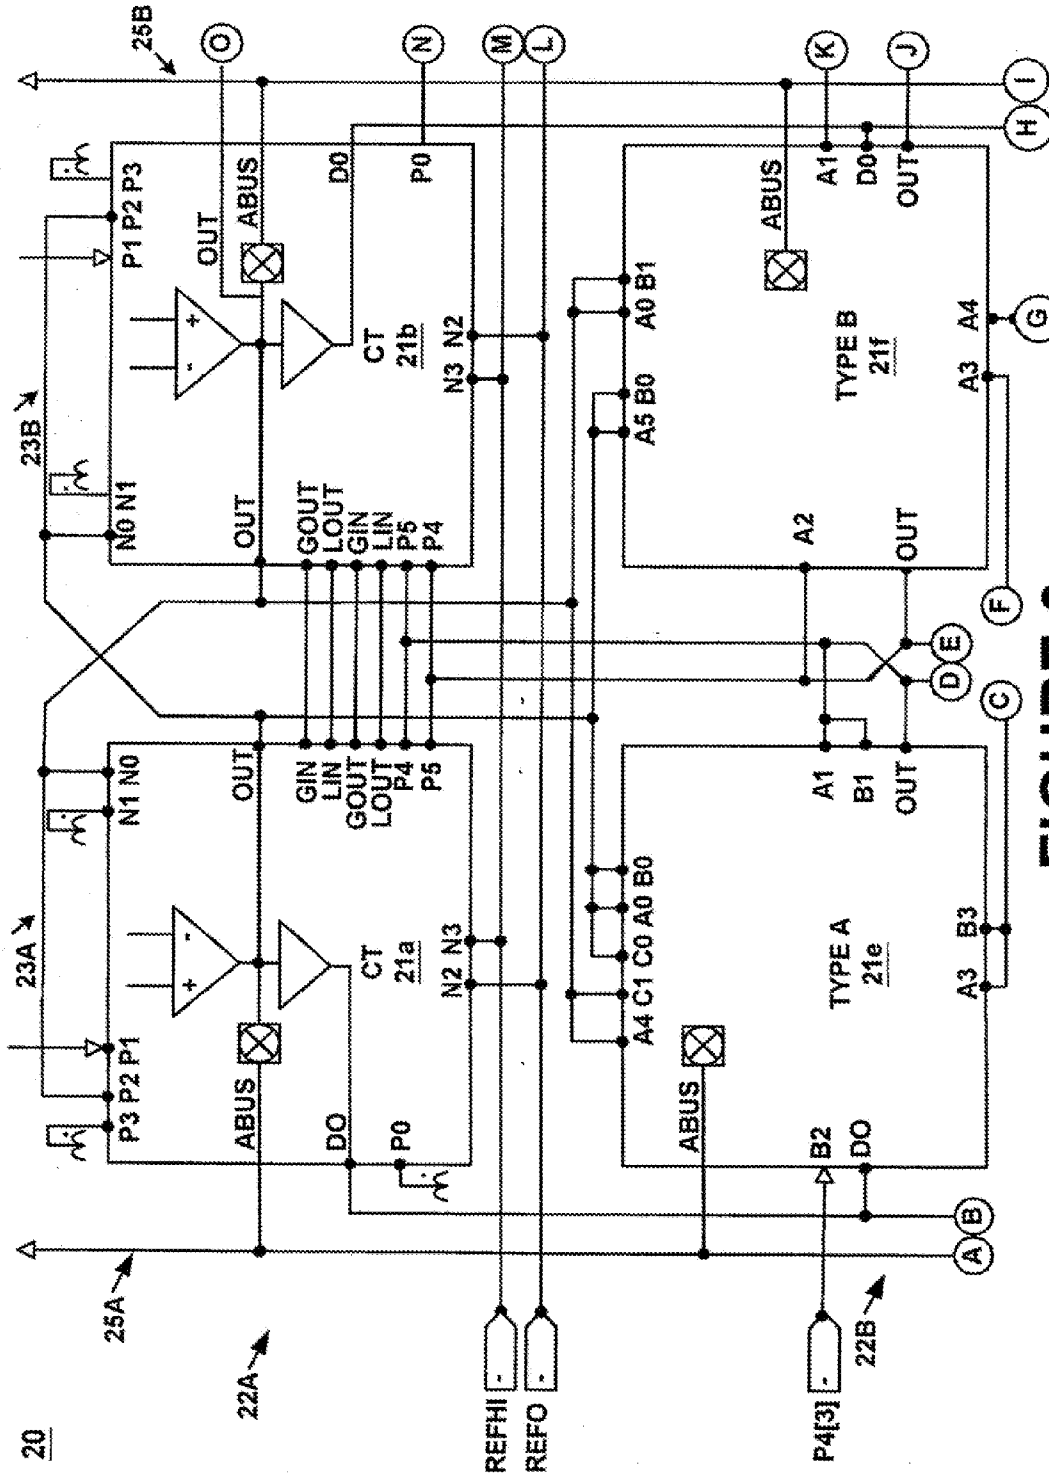 20
23A
23B
25A
25B
22A
P3 P2 P1
N1 N0
N0 N1
P1 P2 P3
+ -
- +
ABUS
OUT
OUT
OUT
ABUS
O
DO
GIN
LIN
GOUT
LOUT
P4
P5
GOUT
LOUT
GIN
LIN
P5
P4
D0
P0
CT
21a
CT
21b
P0
N
N2 N3
N3 N2
REFHI -
M
REFO -
L
A4 C1 C0 A0 B0
A5 B0
A0 B1
ABUS
ABUS
P4[3] -
B2
DO
A1
B1
OUT
A2
OUT
A1
D0
OUT
K
J
TYPE A
21e
TYPE B
21f
22B
A3 B3
A3 A4
A
B
C
D
E
F
G
H
I